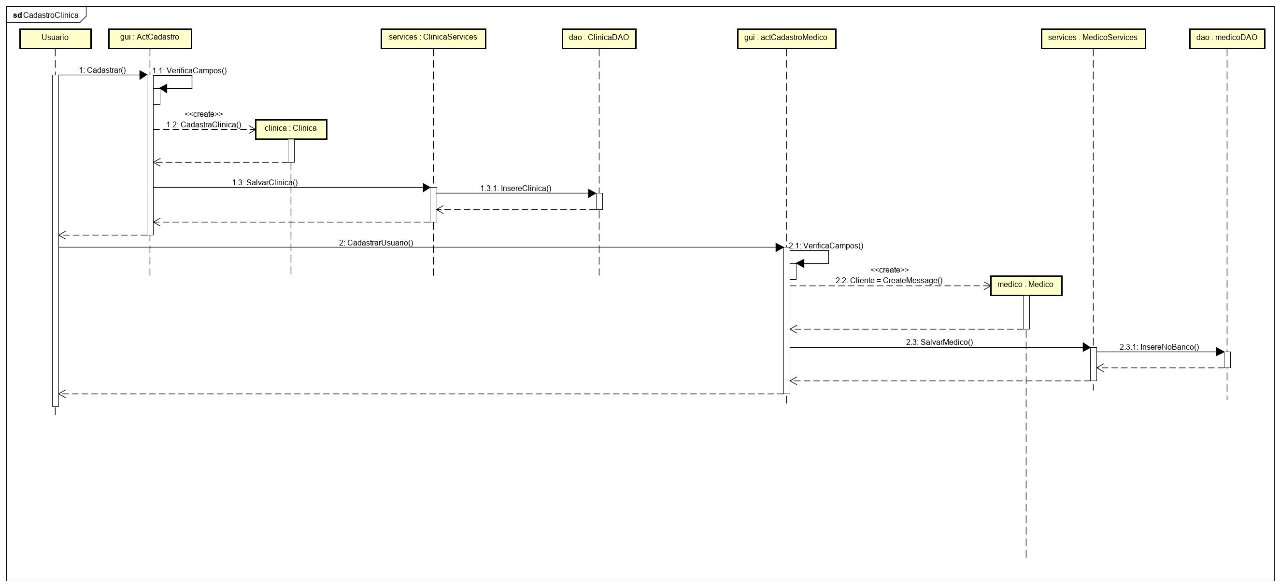 sd CadastroClinica
Usuario
gui : ActCadastro
services : ClinicaServices
dao : ClinicaDAO
gui : actCadastroMedico
services : MedicoServices
dao : medicoDAO
1: Cadastrar()
1.1: VerificaCampos()
<<create>>
1.2: CadastraClinica()
clinica : Clinica
1.3: SalvarClinica()
1.3.1: InsereClinica()
2: CadastrarUsuario()
2.1: VerificaCampos()
<<create>>
2.2: Cliente = CreateMessage()
medico : Medico
2.3: SalvarMedico()
2.3.1: InsereNoBanco()